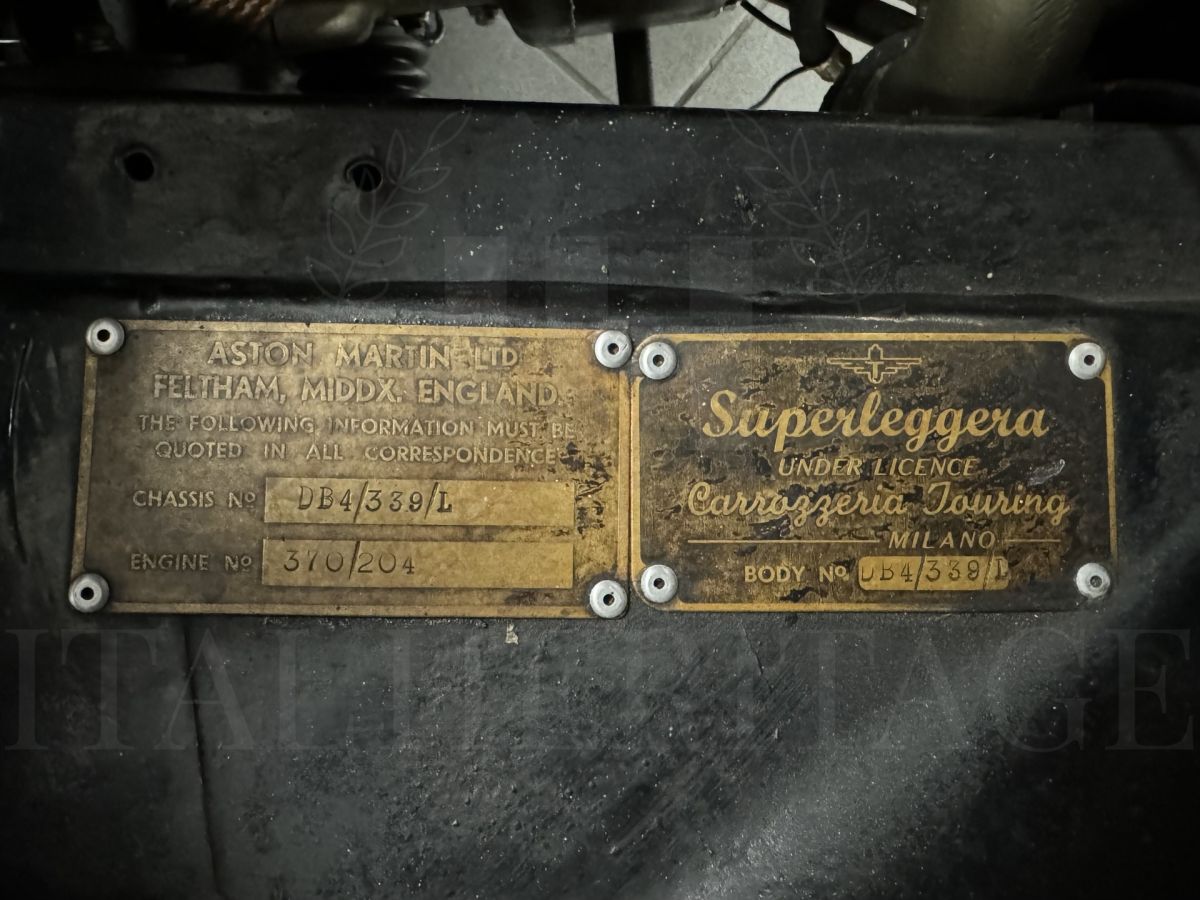 ASTON MARTIN LTD
FELTHAM, MIDDX. ENGLAND.
THE FOLLOWING INFORMATION MUST BE
QUOTED IN ALL CORRESPONDENCE
CHASSIS Nº DB4/339/L
ENGINE Nº 370/204
Superleggera
UNDER LICENCE
Carrozzeria Touring
MILANO
BODY Nº DB4/339/L
ITALHERITAGE